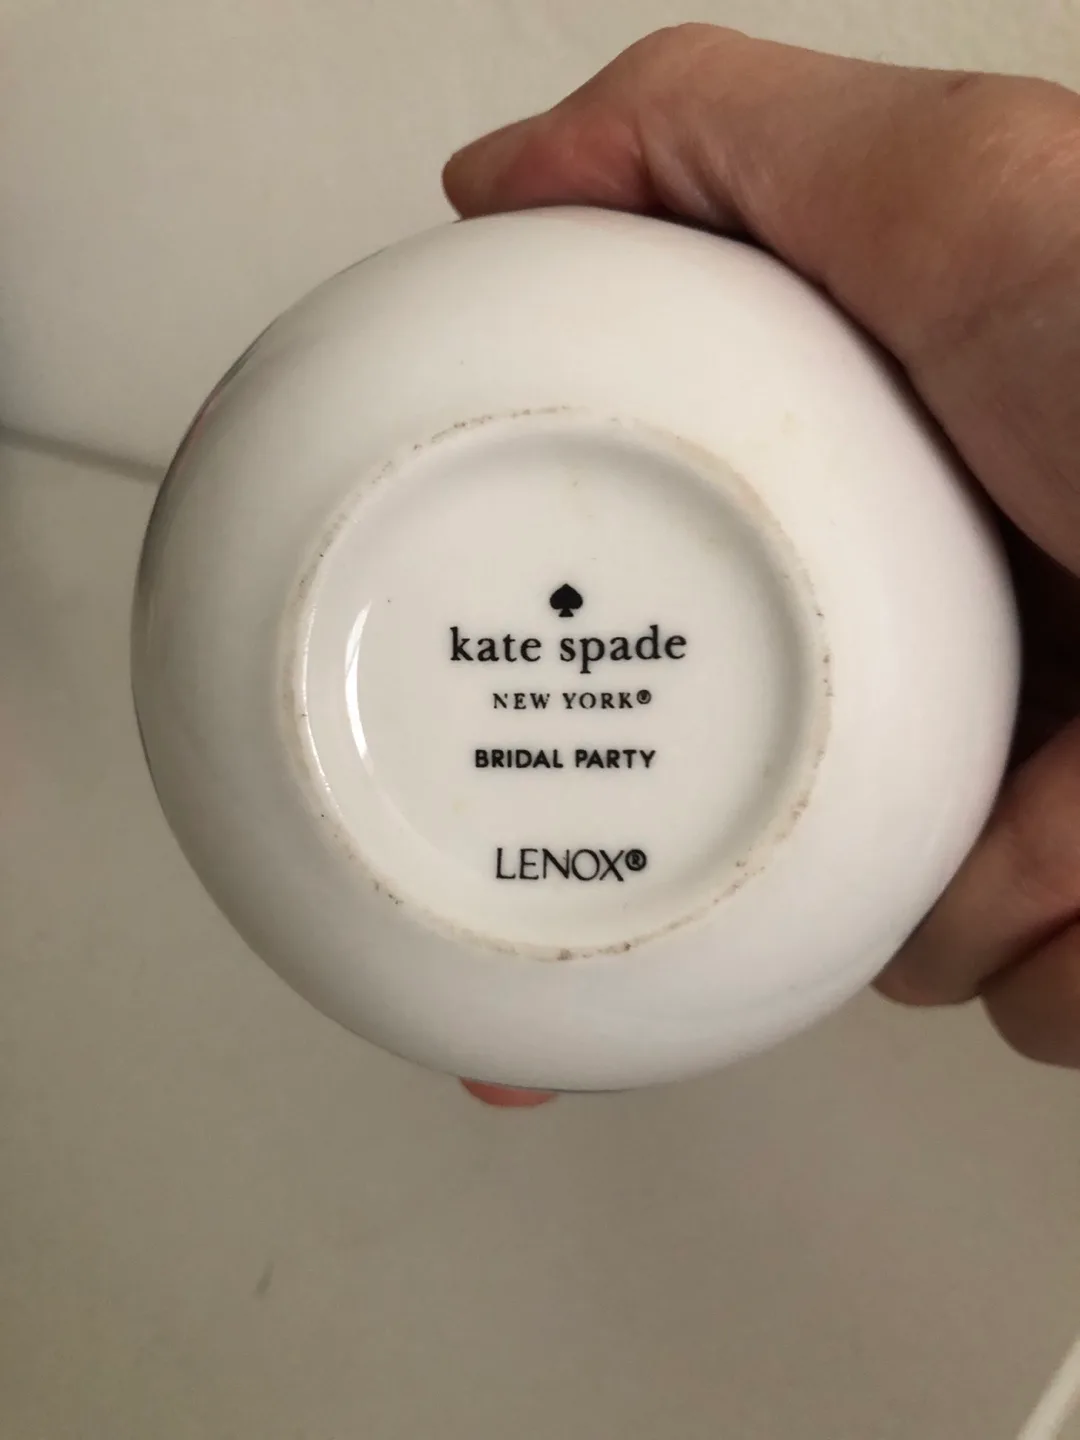 kate spade
NEW YORK®
BRIDAL PARTY
LENOX®